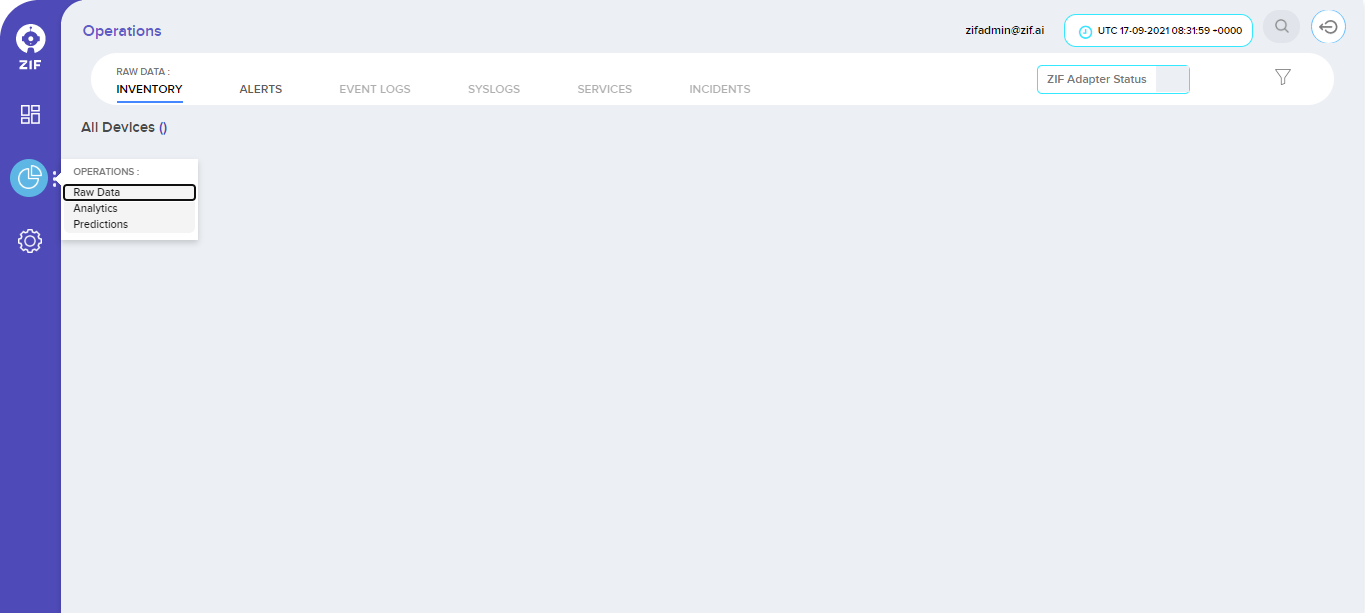 ZIF
Operations
zifadmin@zif.ai
UTC 17-09-2021 08:31:59 +0000
RAW DATA :
INVENTORY
ALERTS
EVENT LOGS
SYSLOGS
SERVICES
INCIDENTS
ZIF Adapter Status
All Devices ()
OPERATIONS :
Raw Data
Analytics
Predictions